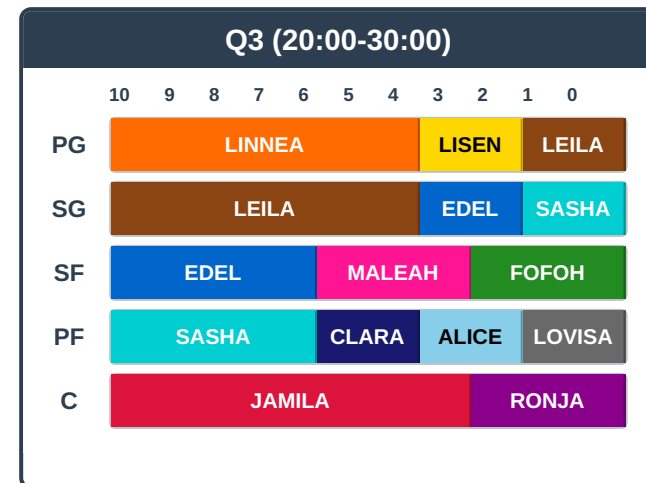 Q3 (20:00-30:00)
10 9 8 7 6 5 4 3 2 1 0
PG LINNEA LISEN LEILA
SG LEILA EDEL SASHA
SF EDEL MALEAH FOFOH
PF SASHA CLARA ALICE LOVISA
C JAMILA RONJA